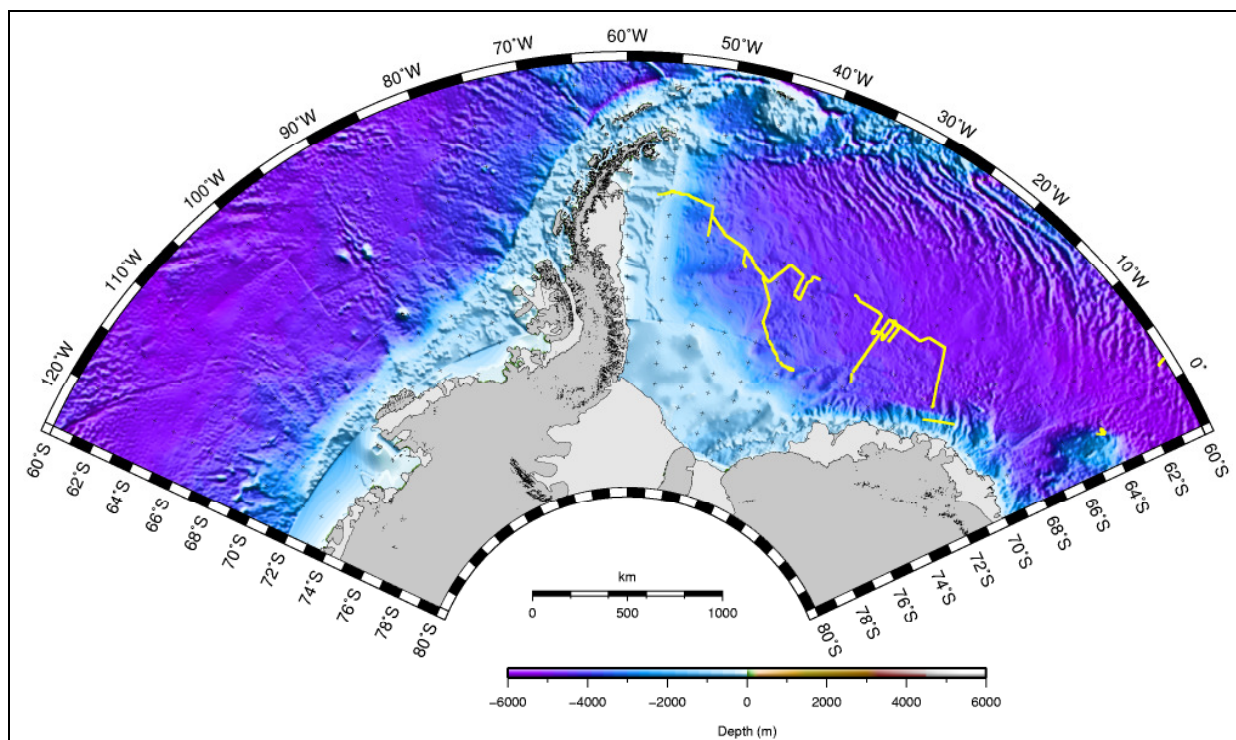 60˚W
70˚W
50˚W
80˚W
40˚W
90˚W
30˚W
100˚W
20˚W
110˚W
10˚W
120˚W
0˚
60˚S
62˚S
64˚S
66˚S
68˚S
70˚S
72˚S
74˚S
76˚S
78˚S
80˚S
60˚S
62˚S
64˚S
66˚S
68˚S
70˚S
72˚S
74˚S
76˚S
78˚S
80˚S
km
0 500 1000
−6000 −4000 −2000 0 2000 4000 6000
Depth (m)